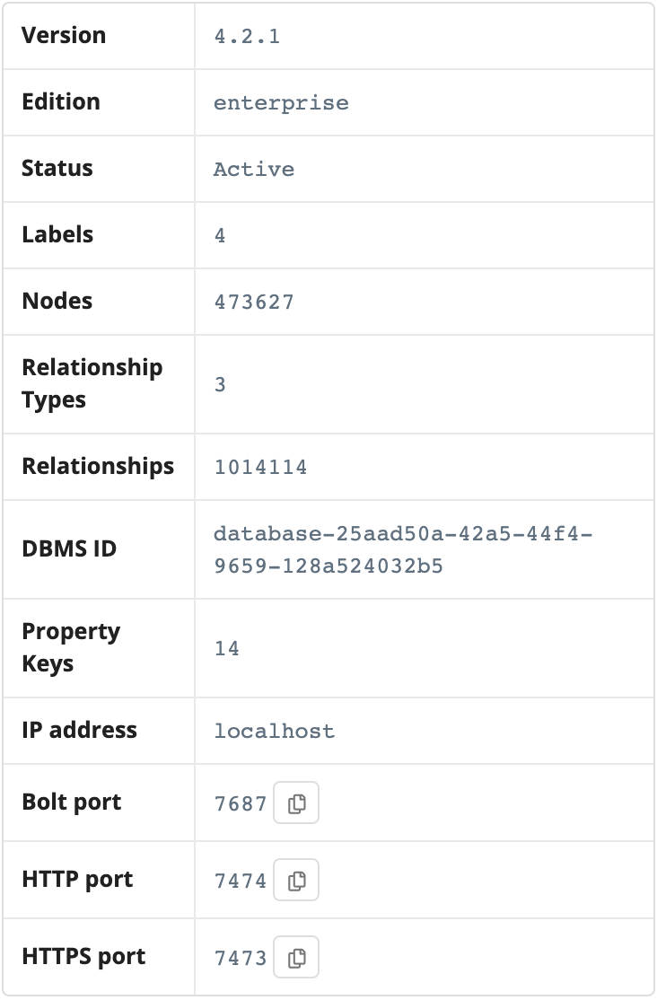 Version 4.2.1
Edition enterprise
Status Active
Labels 4
Nodes 473627
Relationship
Types 3
Relationships 1014114
DBMS ID database-25aad50a-42a5-44f4-
9659-128a524032b5
Property
Keys 14
IP address localhost
Bolt port 7687
HTTP port 7474
HTTPS port 7473